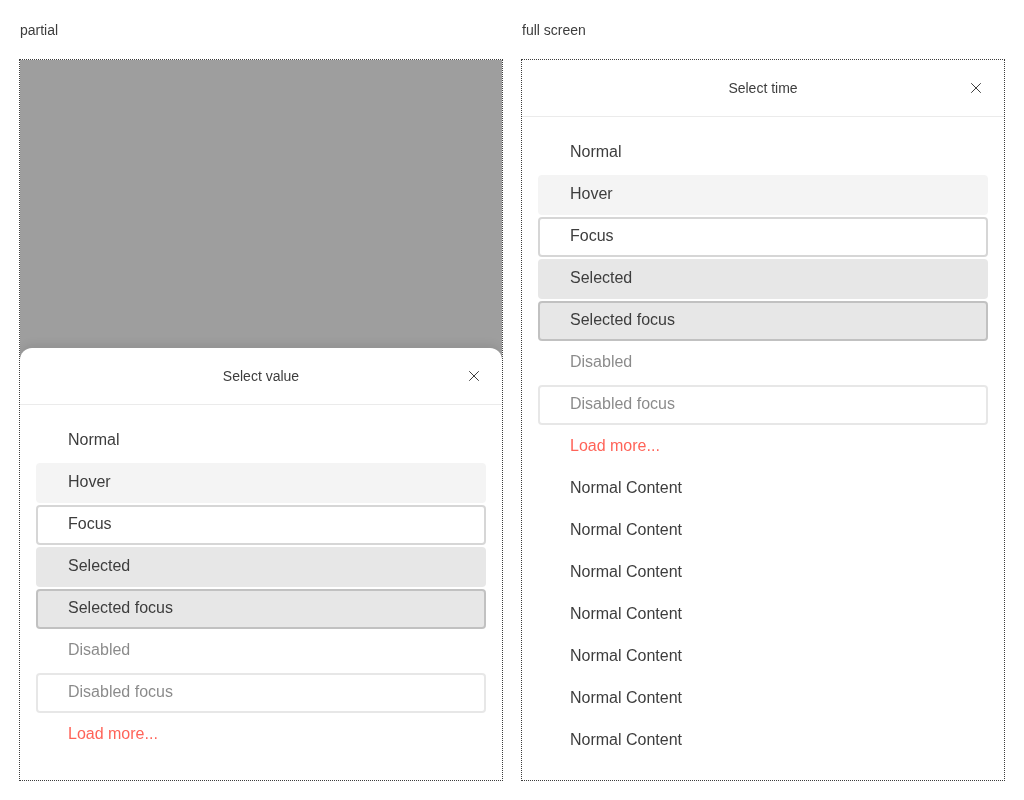 partial
Select value
Normal
Hover
Focus
Selected
Selected focus
Disabled
Disabled focus
Load more...
full screen
Select time
Normal
Hover
Focus
Selected
Selected focus
Disabled
Disabled focus
Load more...
Normal Content
Normal Content
Normal Content
Normal Content
Normal Content
Normal Content
Normal Content